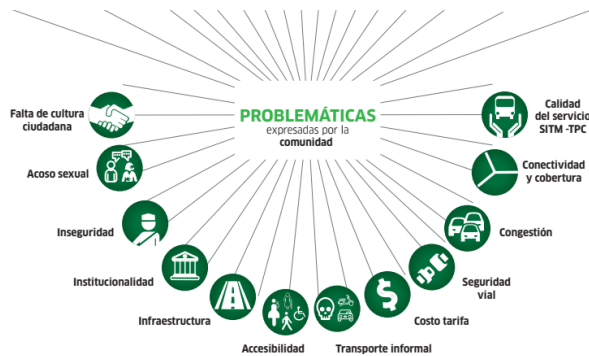 PROBLEMÁTICAS
expresadas por la
comunidad
Falta de cultura
ciudadana
Acoso sexual
Inseguridad
Institucionalidad
Infraestructura
Accesibilidad
Transporte informal
Costo tarifa
Seguridad
vial
Congestión
Conectividad
y cobertura
Calidad
del servicio
SITM -TPC